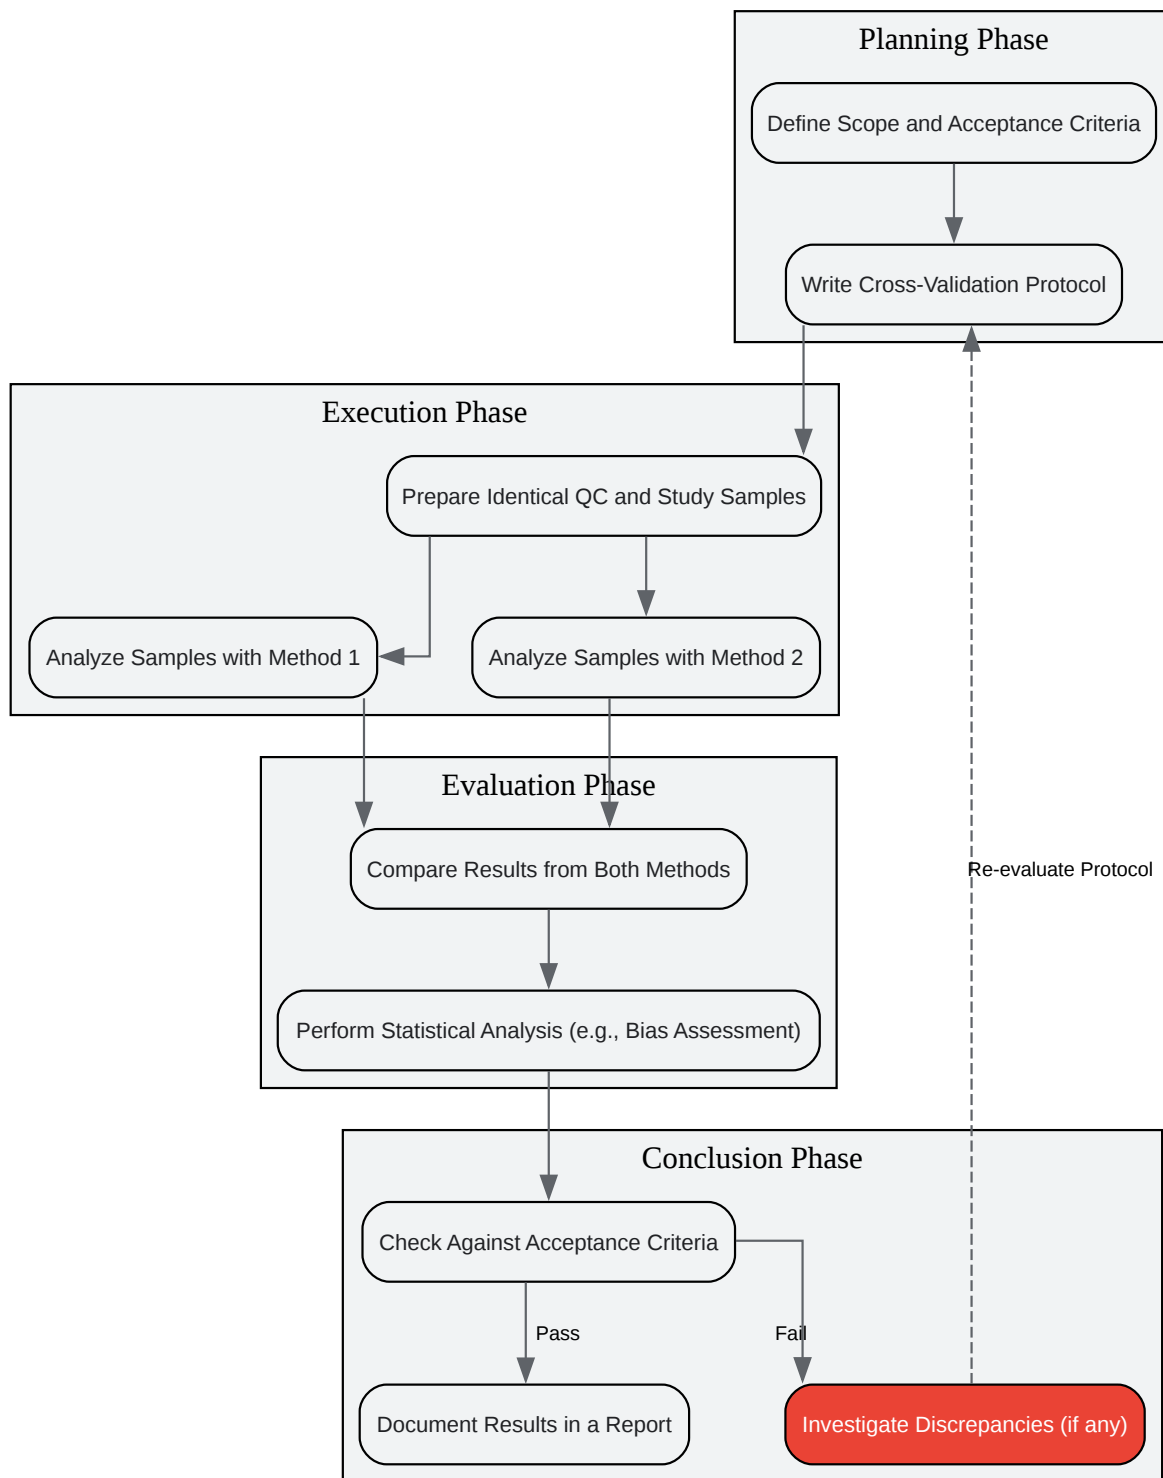 Planning Phase
Define Scope and Acceptance Criteria
Write Cross-Validation Protocol
Execution Phase
Prepare Identical QC and Study Samples
Analyze Samples with Method 1
Analyze Samples with Method 2
Evaluation Phase
Compare Results from Both Methods
Re-evaluate Protocol
Perform Statistical Analysis (e.g., Bias Assessment)
Conclusion Phase
Check Against Acceptance Criteria
Pass
Fail
Document Results in a Report
Investigate Discrepancies (if any)